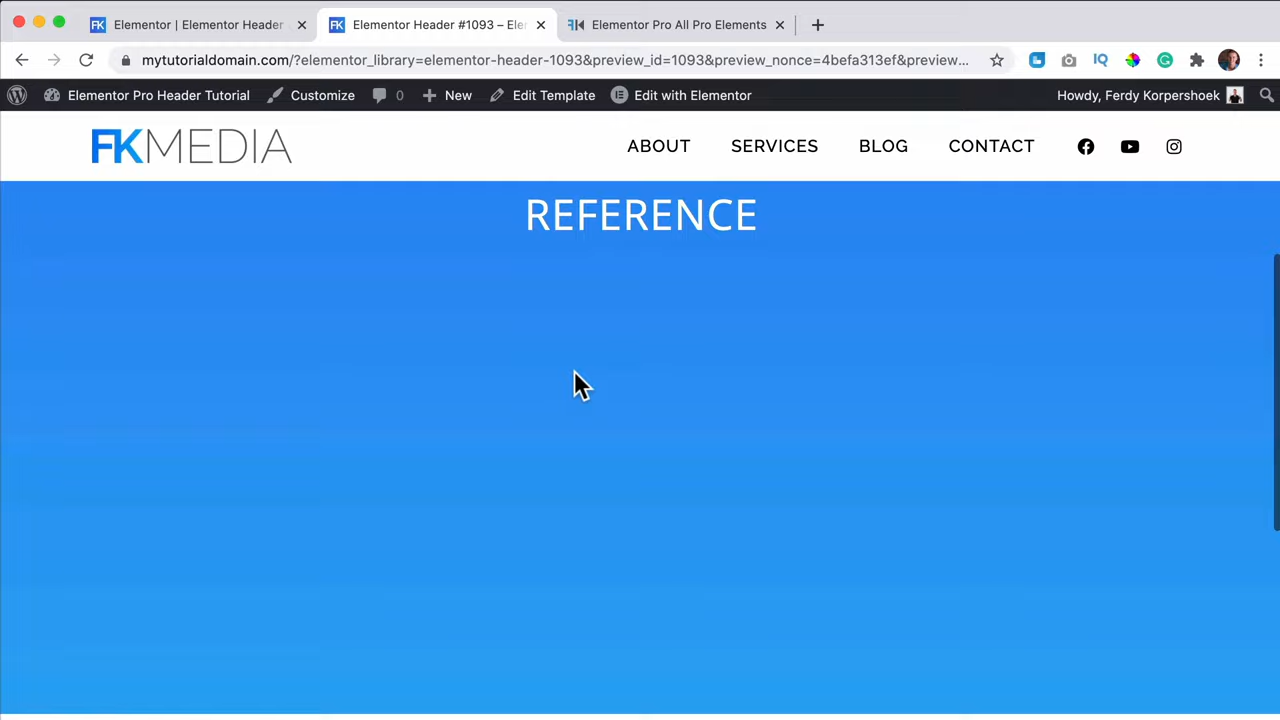 Elementor | Elementor Header
Elementor Header #1093 – Ele
Elementor Pro All Pro Elements
mytutorialdomain.com/?elementor_library=elementor-header-1093&preview_id=1093&preview_nonce=4befa313ef&preview...
Elementor Pro Header Tutorial Customize 0 New Edit Template Edit with Elementor Howdy, Ferdy Korpershoek
FKMEDIA ABOUT SERVICES BLOG CONTACT
REFERENCE